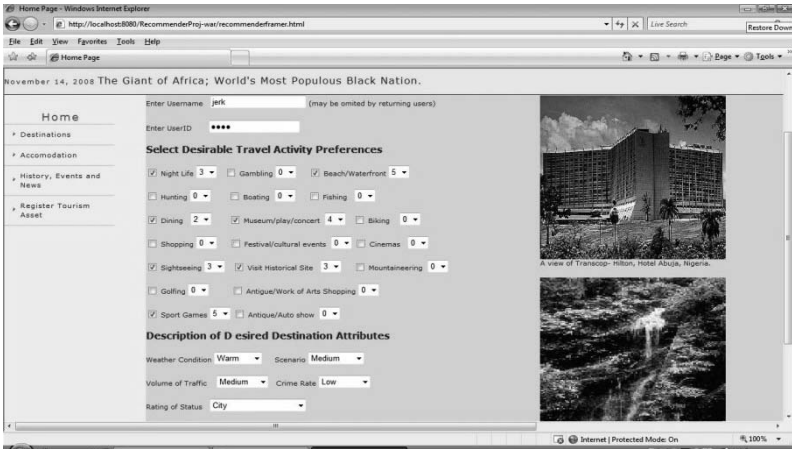 Home Page - Windows Internet Explorer
http://localhost:8080/RecommenderProj-war/recommenderframer.html
Live Search
Restore Down
File Edit View Favorites Tools Help
Home Page
Page Tools
November 14, 2008 The Giant of Africa; World's Most Populous Black Nation.
Home
Destinations
Accomodation
History, Events and
News
Register Tourism
Asset
Enter Username jerk (may be omited by returning users)
Enter UserID ••••
Select Desirable Travel Activity Preferences
Night Life 3 Gambling 0 Beach/Waterfront 5
Hunting 0 Boating 0 Fishing 0
Dining 2 Museum/play/concert 4 Biking 0
Shopping 0 Festival/cultural events 0 Cinemas 0
Sightseeing 3 Visit Historical Site 3 Mountaineering 0
Golfing 0 Antigue/Work of Arts Shopping 0
Sport Games 5 Antigue/Auto show 0
Description of D esired Destination Attributes
Weather Condition Warm Scenario Medium
Volume of Traffic Medium Crime Rate Low
Rating of Status City
A view of Transcop- Hilton, Hotel Abuja, Nigeria.
Internet | Protected Mode: On
100%